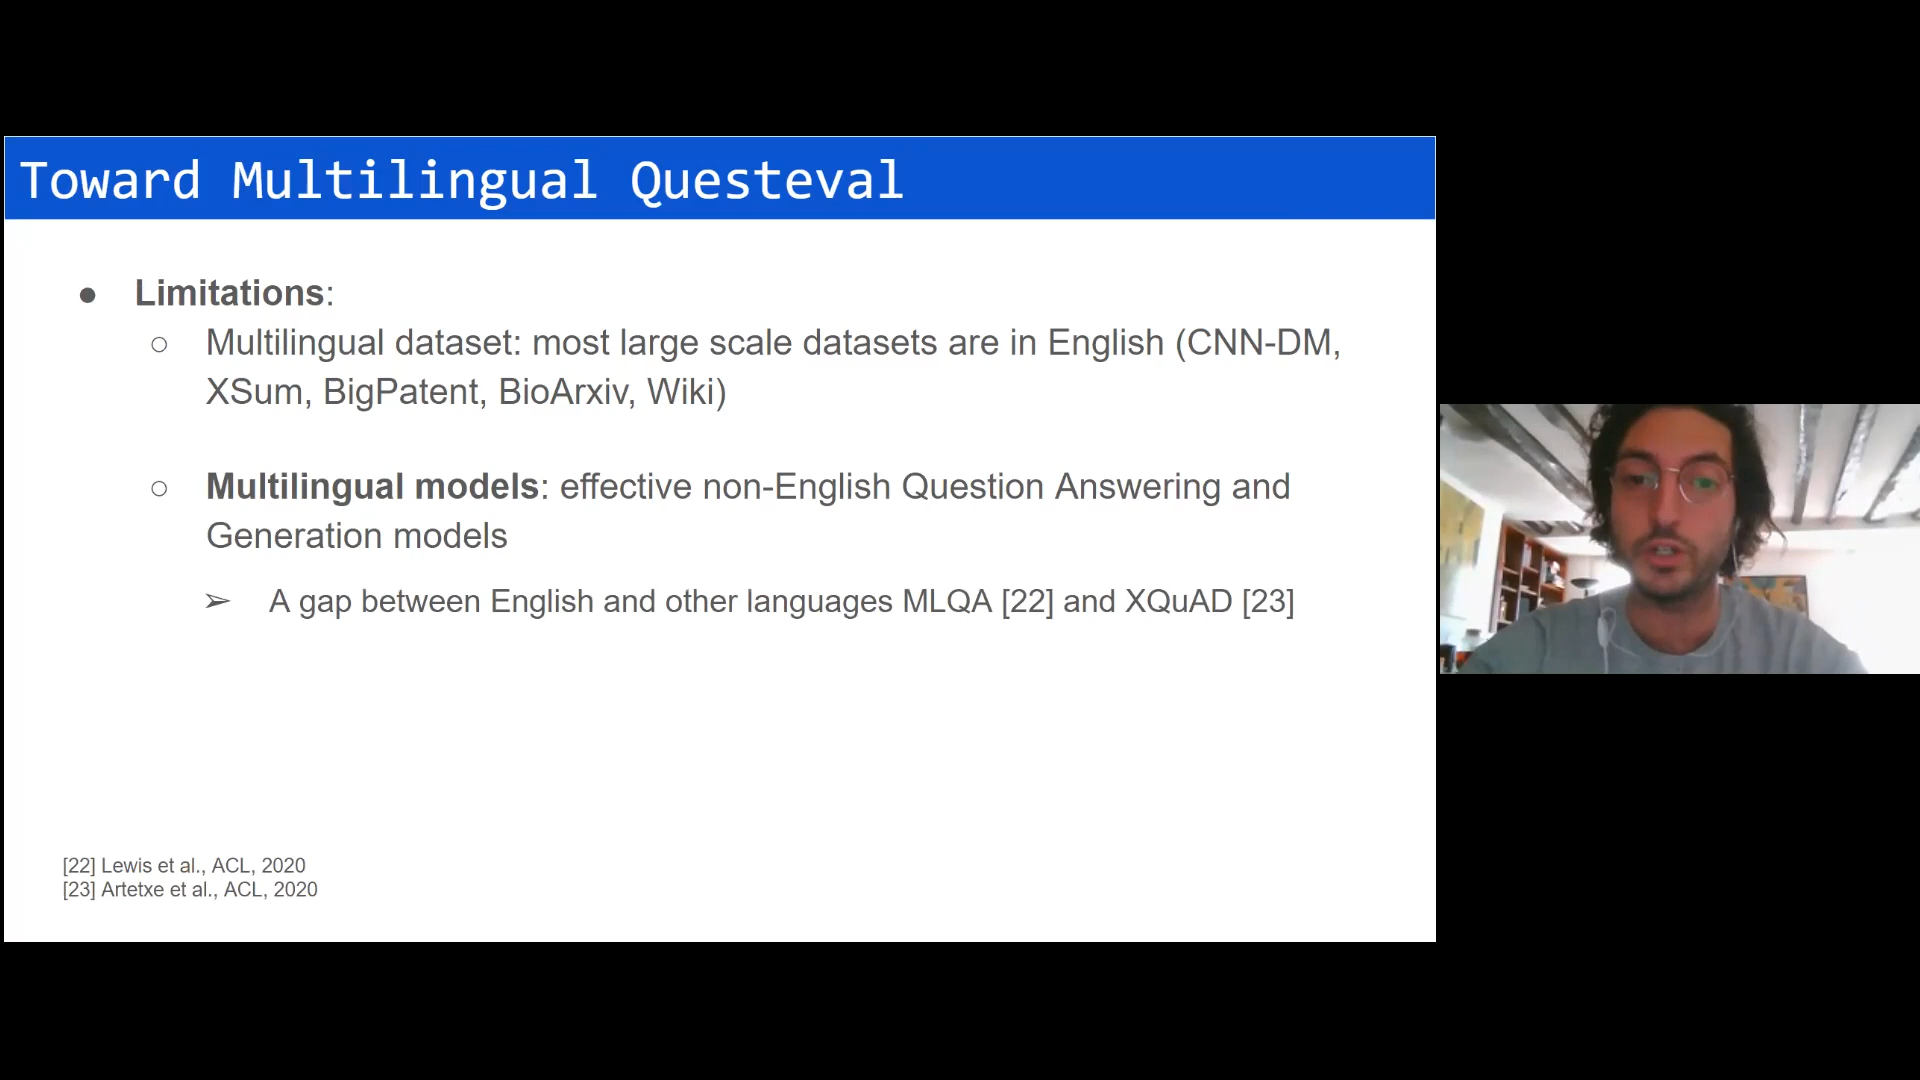 Toward Multilingual Questeval
● Limitations:
○ Multilingual dataset: most large scale datasets are in English (CNN-DM,
XSum, BigPatent, BioArxiv, Wiki)
○ Multilingual models: effective non-English Question Answering and
Generation models
➢ A gap between English and other languages MLQA [22] and XQuAD [23]
[22] Lewis et al., ACL, 2020
[23] Artetxe et al., ACL, 2020